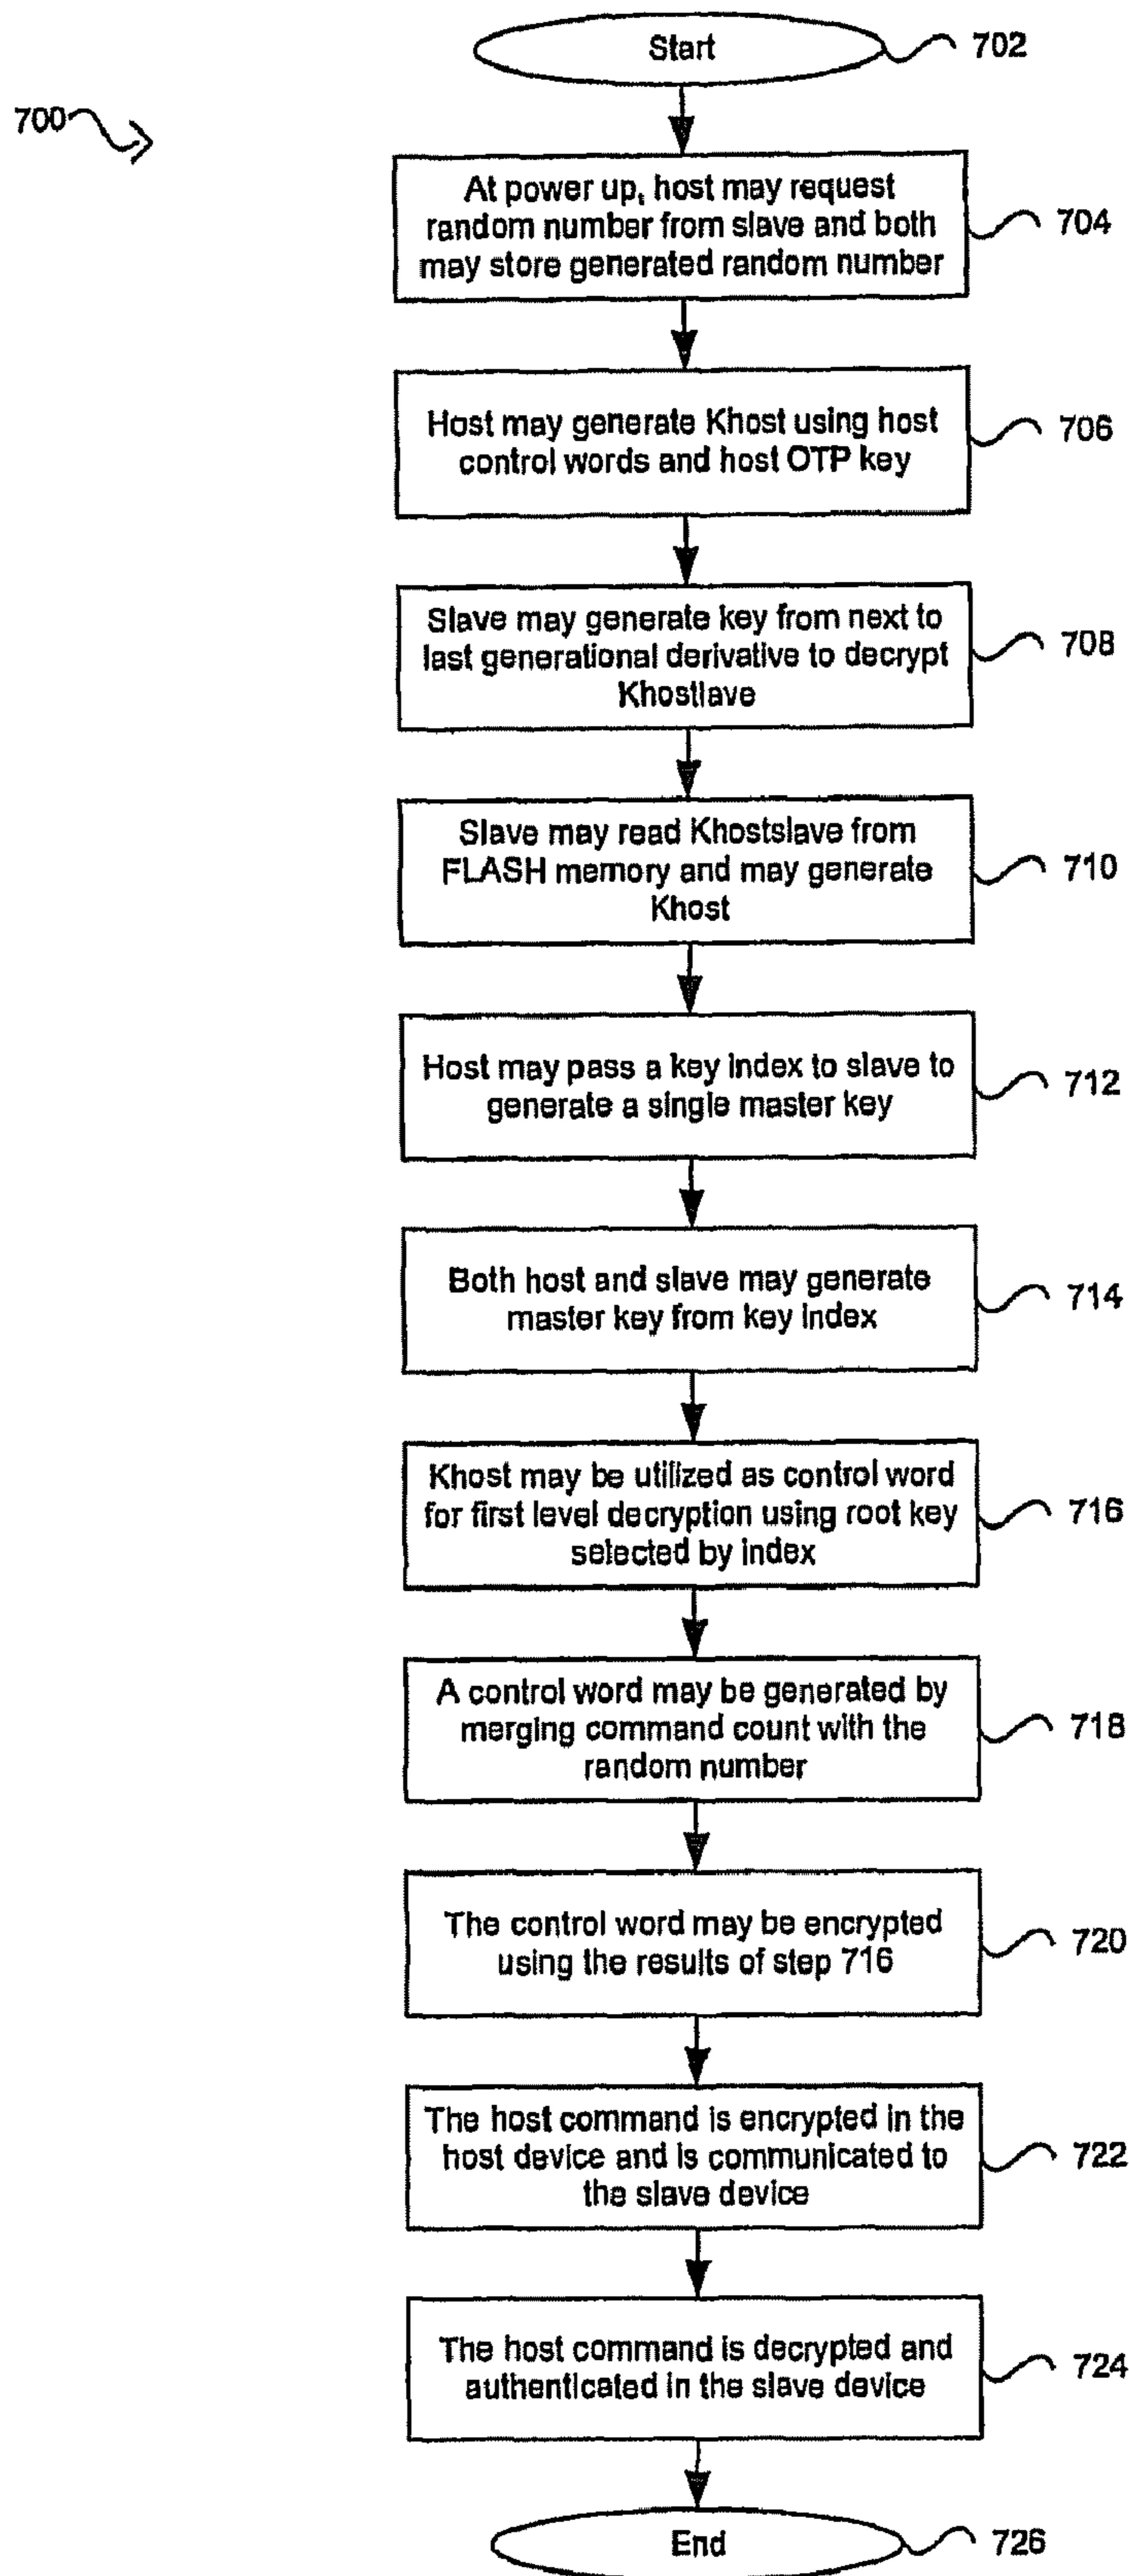 Start
702
700
At power up, host may request
random number from slave and both
may store generated random number
704
Host may generate Khost using host
control words and host OTP key
706
Slave may generate key from next to
last generational derivative to decrypt
Khostlave
708
Slave may read Khostslave from
FLASH memory and may generate
Khost
710
Host may pass a key index to slave to
generate a single master key
712
Both host and slave may generate
master key from key index
714
Khost may be utilized as control word
for first level decryption using root key
selected by index
716
A control word may be generated by
merging command count with the
random number
718
The control word may be encrypted
using the results of step 716
720
The host command is encrypted in the
host device and is communicated to
the slave device
722
The host command is decrypted and
authenticated in the slave device
724
End
726